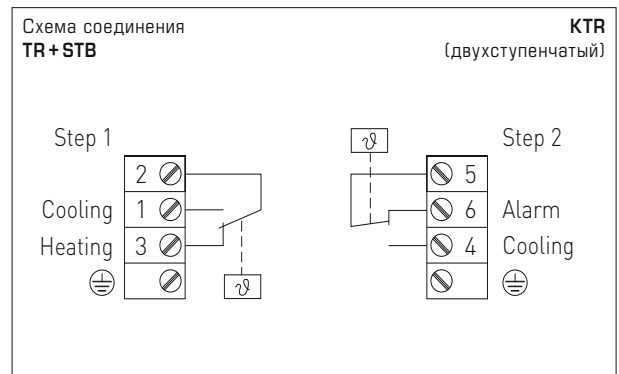 Схема соединения
TR+STB
KTR
(двухступенчатый)
Step 1
2
Cooling 1
Heating 3
ϑ
ϑ
Step 2
5
6 Alarm
4 Cooling